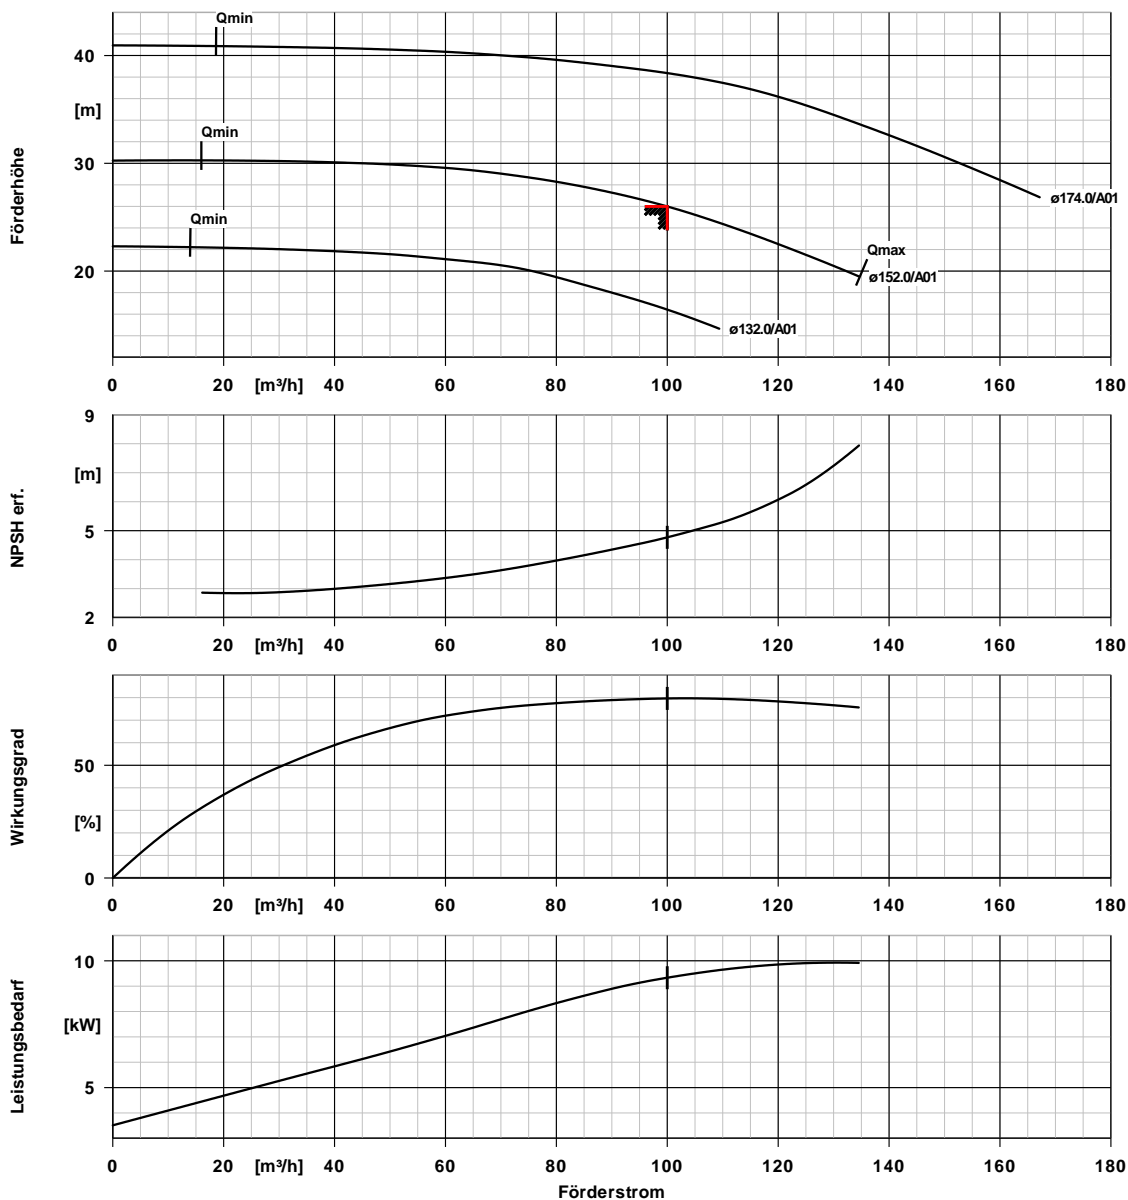 Qmin
40
[m]
Qmin
30
Förderhöhe
ø174.0/A01
Qmin
Qmax
20
ø152.0/A01
ø132.0/A01
0 20 [m³/h] 40 60 80 100 120 140 160 180
9
[m]
NPSH erf.
5
2
0 20 [m³/h] 40 60 80 100 120 140 160 180
Wirkungsgrad
50
[%]
0
0 20 [m³/h] 40 60 80 100 120 140 160 180
10
[kW]
Leistungsbedarf
5
0 20 [m³/h] 40 60 80 100 120 140 160 180
Förderstrom